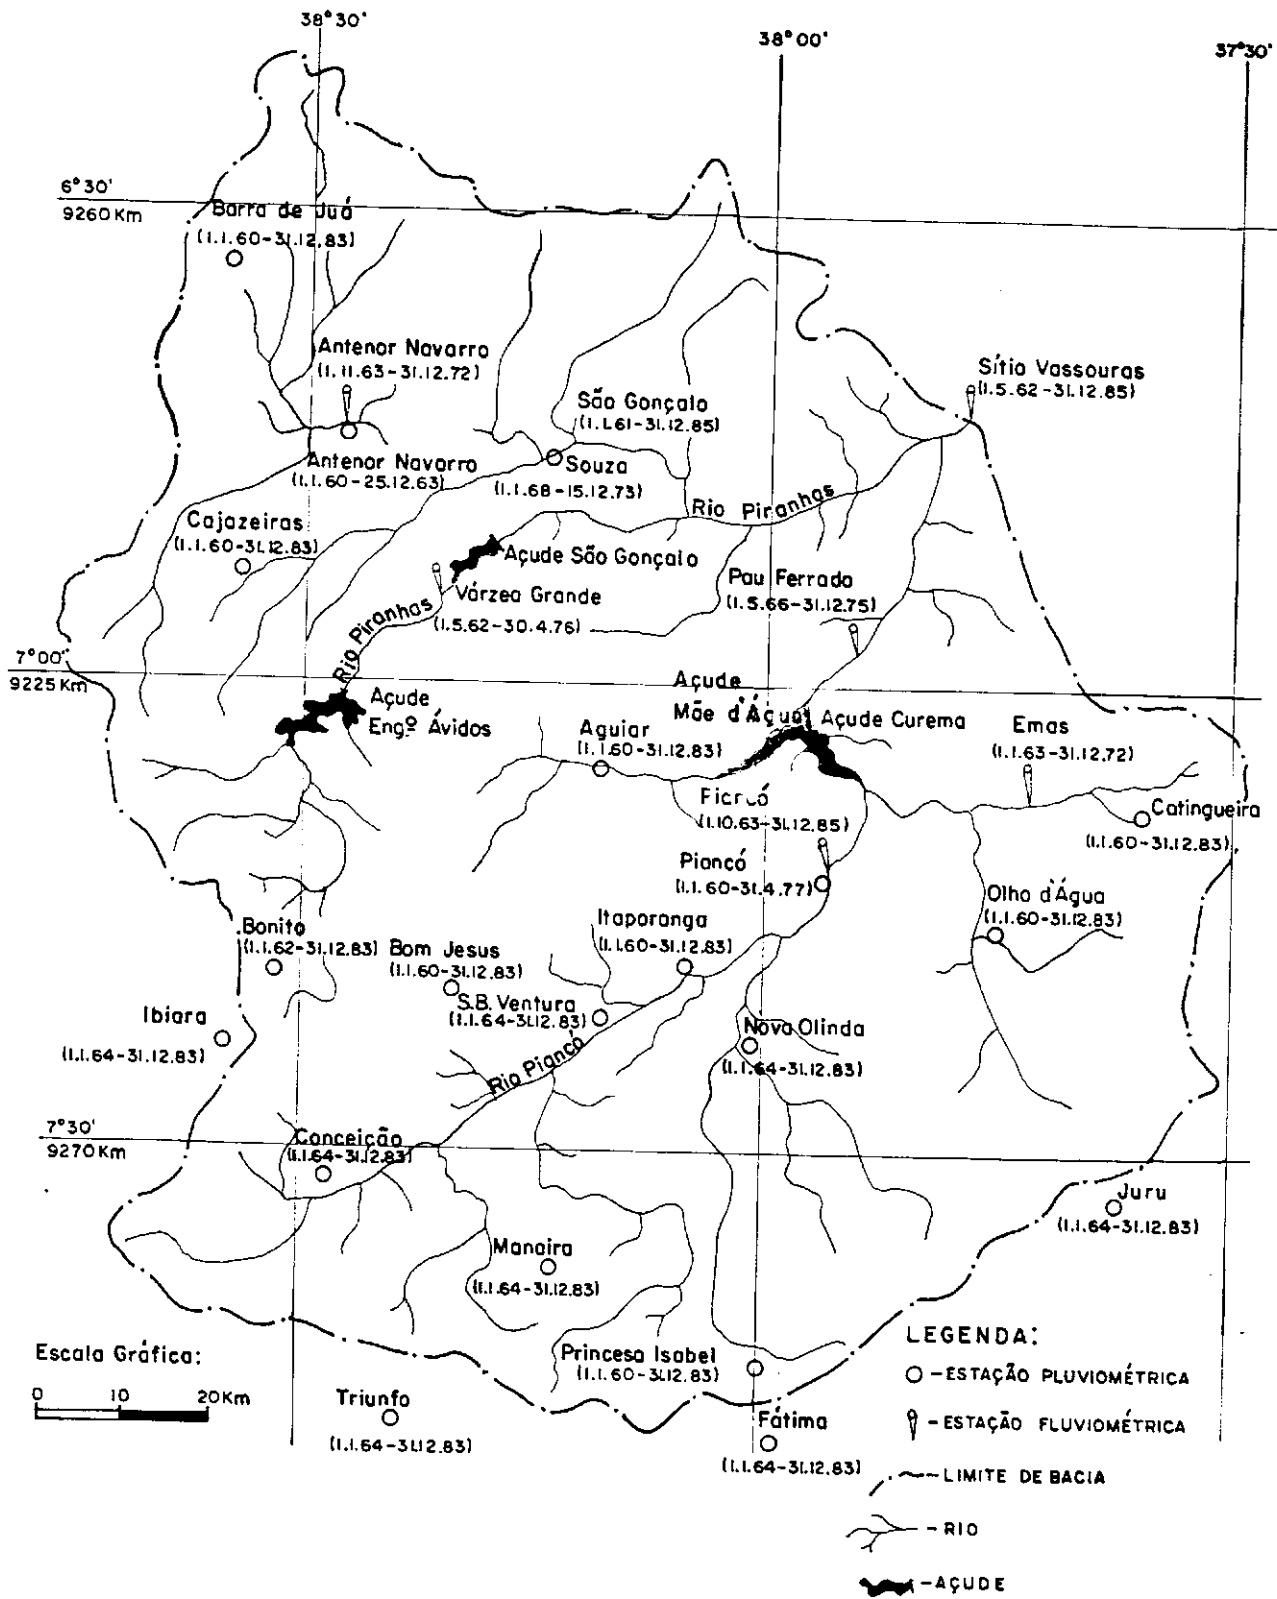 38°30'
38°00'
37°30'
6°30'
9260 Km
Barra de Juá
(1.1.60-31.12.83)
Antenor Navarro
(1.11.63-31.12.72)
Sítio Vassouras
(1.5.62-31.12.85)
São Gonçalo
(1.1.61-31.12.85)
Antenor Navarro
(1.1.60-25.12.63)
Souza
(1.1.68-15.12.73)
Rio Piranhas
Cajazeiras
(1.1.60-31.12.83)
Açude São Gonçalo
Pau Ferrado
(1.5.66-31.12.75)
Várzea Grande
(1.5.62-30.4.76)
Rio Piranhas
7°00'
9225 Km
Açude
Engº Ávidos
Açude
Mãe d'Água
Açude Curema
Aguiar
(1.1.60-31.12.83)
Emas
(1.1.63-31.12.72)
(1.10.63-31.12.85)
Catingueira
(1.1.60-31.12.83)
Piancó
(1.1.60-31.4.77)
Olho d'Água
(1.1.60-31.12.83)
Itaporanga
(1.1.60-31.12.83)
Bonito
(1.1.62-31.12.83)
Bom Jesus
(1.1.60-31.12.83)
S.B. Ventura
(1.1.64-31.12.83)
Ibiara
(1.1.64-31.12.83)
Nova Olinda
(1.1.64-31.12.83)
Rio Piancó
7°30'
9270 Km
Conceição
(1.1.64-31.12.83)
Juru
(1.1.64-31.12.83)
Manaira
(1.1.64-31.12.83)
Princesa Isabel
(1.1.60-31.12.83)
Triunfo
(1.1.64-31.12.83)
Fátima
(1.1.64-31.12.83)
Escala Gráfica:
0 10 20 Km
LEGENDA:
-ESTAÇÃO PLUVIOMÉTRICA
-ESTAÇÃO FLUVIOMÉTRICA
-LIMITE DE BACIA
-RIO
-AÇUDE